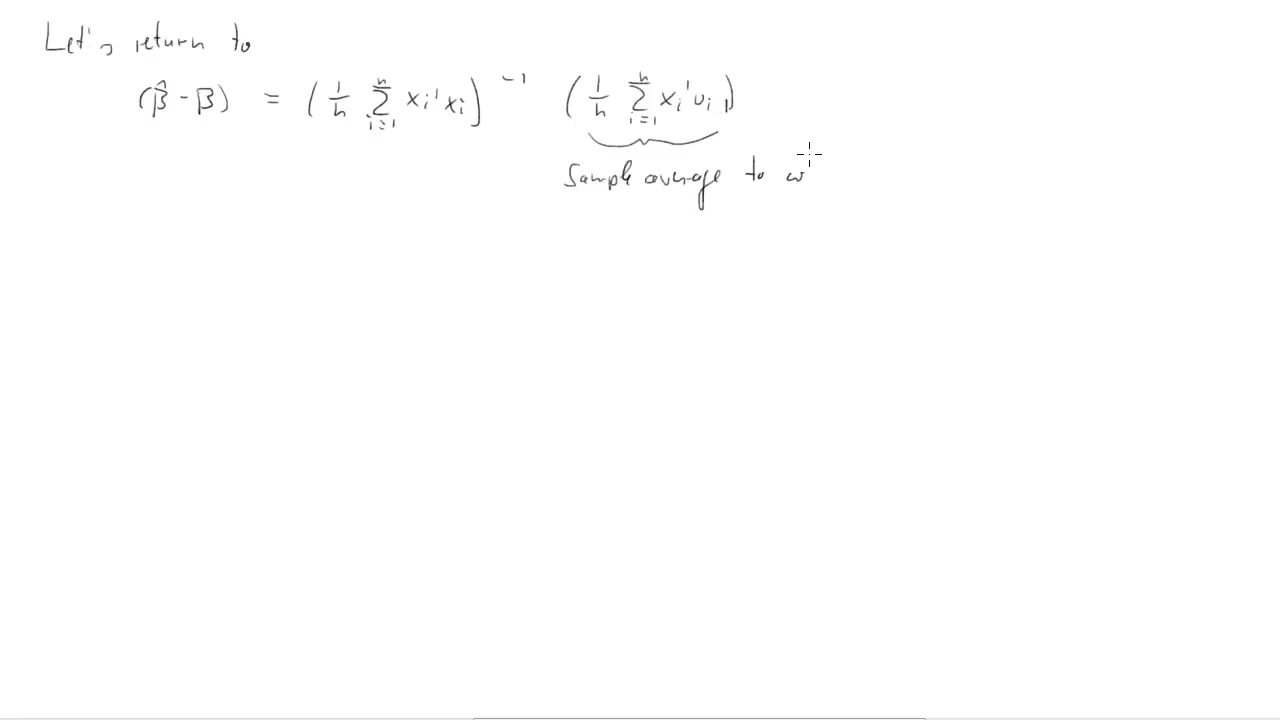 Let's return to
(β̂ - β) = (1/n Σ_{i=1}^{n} x_i' x_i)^{-1} (1/n Σ_{i=1}^{n} x_i' u_i)
Sample average to w